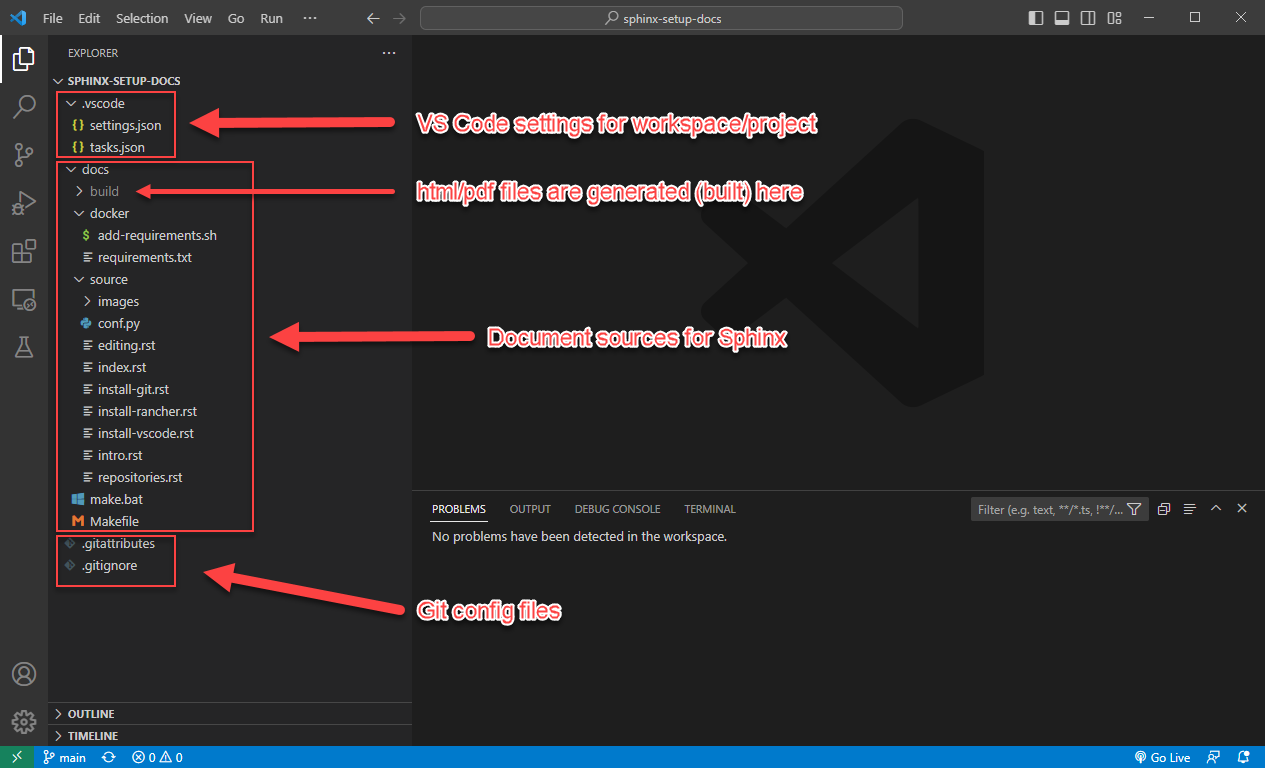 File Edit Selection View Go Run ··· sphinx-setup-docs
EXPLORER ···
SPHINX-SETUP-DOCS
.vscode
{} settings.json
VS Code settings for workspace/project
{} tasks.json
docs
build
html/pdf files are generated (built) here
docker
$ add-requirements.sh
requirements.txt
source
images
conf.py
Document sources for Sphinx
editing.rst
index.rst
install-git.rst
install-rancher.rst
install-vscode.rst
intro.rst
repositories.rst
make.bat
M Makefile
.gitattributes
.gitignore
Git config files
PROBLEMS OUTPUT DEBUG CONSOLE TERMINAL Filter (e.g. text, **/*.ts, !**/...
No problems have been detected in the workspace.
OUTLINE
TIMELINE
main 0 0 Go Live